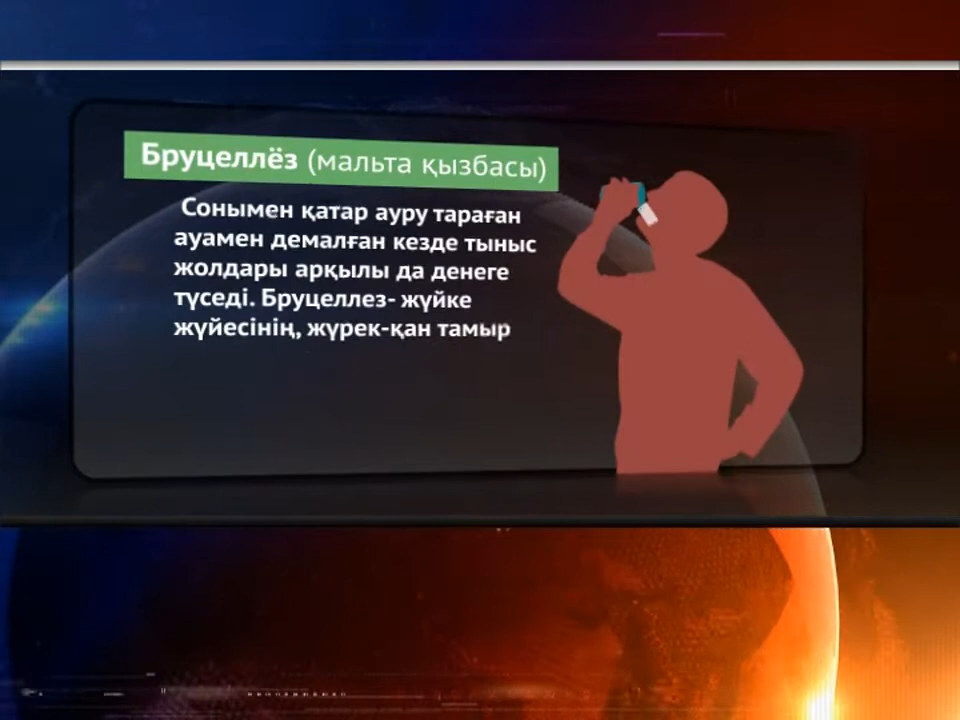 Бруцеллёз (мальта қызбасы)
Сонымен қатар ауру тараған
ауамен демалған кезде тыныс
жолдары арқылы да денеге
түседі. Бруцеллез- жүйке
жүйесінің, жүрек-қан тамыр